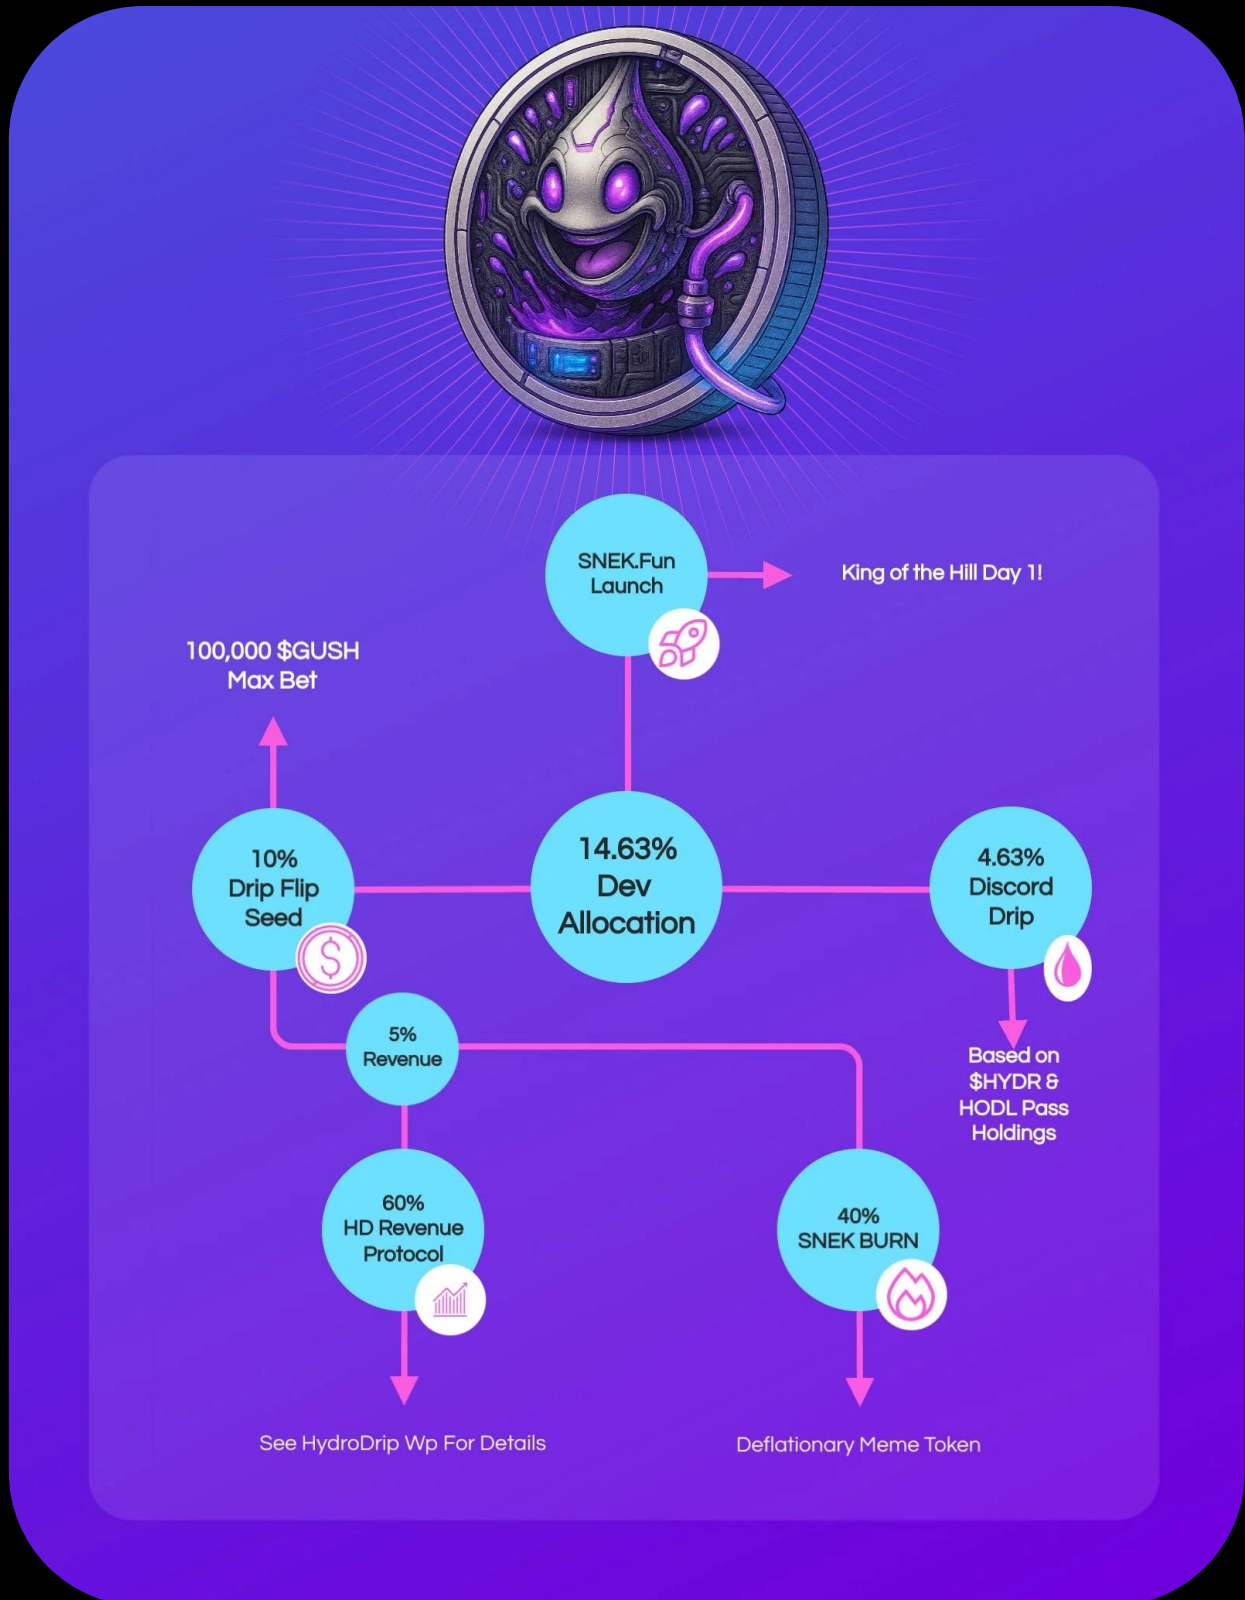 SNEK.Fun
Launch
King of the Hill Day 1!
100,000 $GUSH
Max Bet
10%
Drip Flip
Seed
14.63%
Dev
Allocation
4.63%
Discord
Drip
5%
Revenue
Based on
$HYDR &
HODL Pass
Holdings
60%
HD Revenue
Protocol
40%
SNEK BURN
See HydroDrip Wp For Details
Deflationary Meme Token